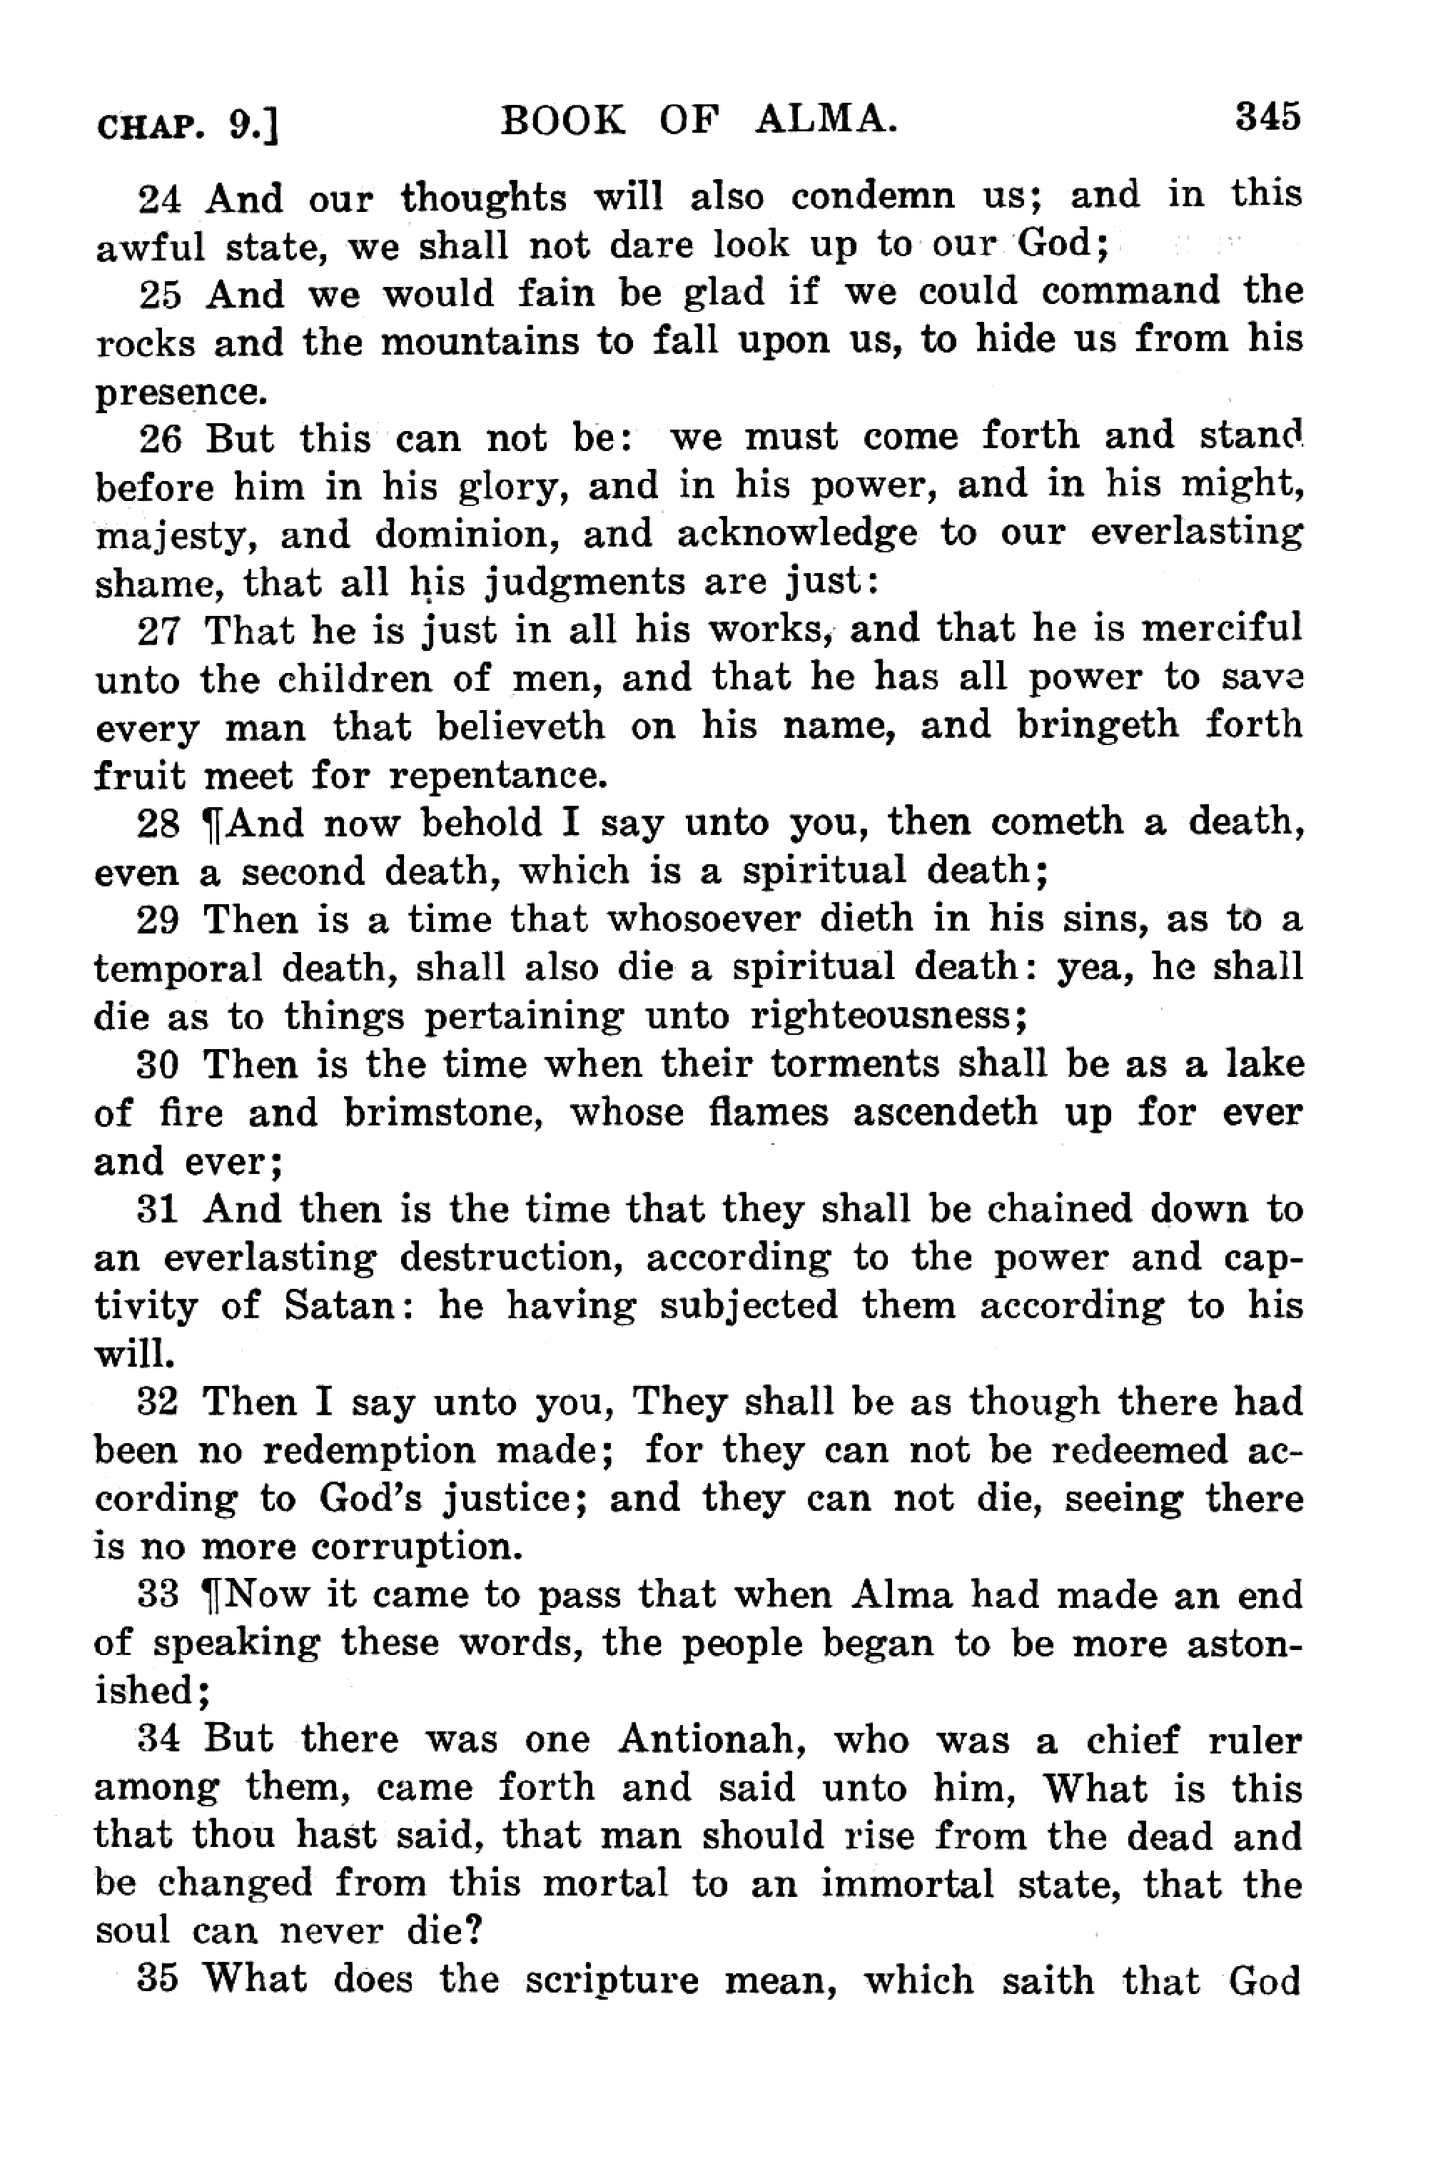 CHAP. 9.] BOOK OF ALMA. 345
24 And our thoughts will also condemn us; and in this
awful state, we shall not dare look up to our God;
25 And we would fain be glad if we could command the
rocks and the mountains to fall upon us, to hide us from his
presence.
26 But this can not be: we must come forth and stand
before him in his glory, and in his power, and in his might,
majesty, and dominion, and acknowledge to our everlasting
shame, that all his judgments are just:
27 That he is just in all his works, and that he is merciful
unto the children of men, and that he has all power to save
every man that believeth on his name, and bringeth forth
fruit meet for repentance.
28 ¶And now behold I say unto you, then cometh a death,
even a second death, which is a spiritual death;
29 Then is a time that whosoever dieth in his sins, as to a
temporal death, shall also die a spiritual death: yea, he shall
die as to things pertaining unto righteousness;
30 Then is the time when their torments shall be as a lake
of fire and brimstone, whose flames ascendeth up for ever
and ever;
31 And then is the time that they shall be chained down to
an everlasting destruction, according to the power and cap-
tivity of Satan: he having subjected them according to his
will.
32 Then I say unto you, They shall be as though there had
been no redemption made; for they can not be redeemed ac-
cording to God's justice; and they can not die, seeing there
is no more corruption.
33 ¶Now it came to pass that when Alma had made an end
of speaking these words, the people began to be more aston-
ished;
34 But there was one Antionah, who was a chief ruler
among them, came forth and said unto him, What is this
that thou hast said, that man should rise from the dead and
be changed from this mortal to an immortal state, that the
soul can never die?
35 What does the scripture mean, which saith that God